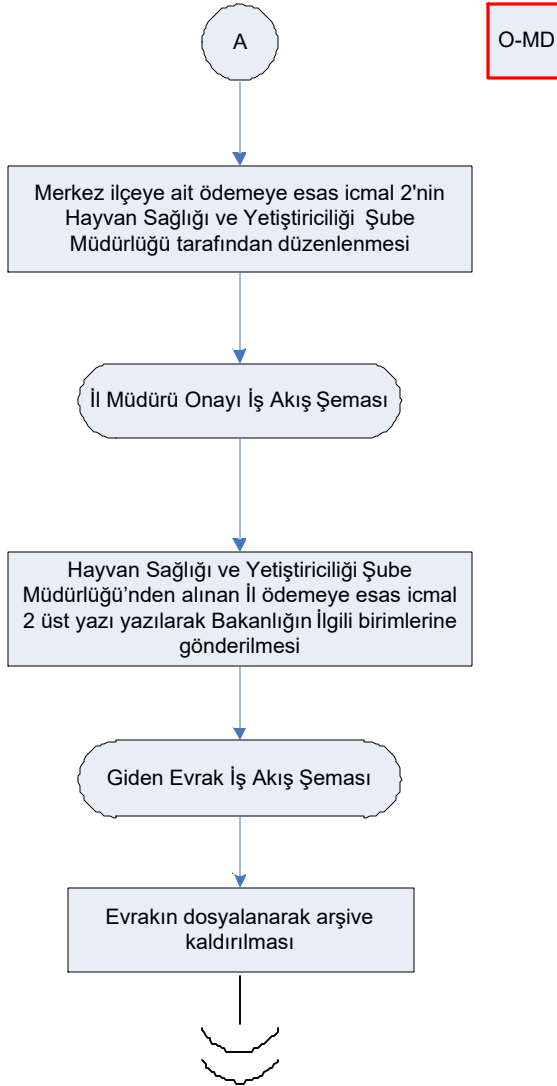 A
O-MD
Merkez ilçeye ait ödemeye esas icmal 2'nin
Hayvan Sağlığı ve Yetiştiriciliği Şube
Müdürlüğü tarafından düzenlenmesi
İl Müdürü Onayı İş Akış Şeması
Hayvan Sağlığı ve Yetiştiriciliği Şube
Müdürlüğü’nden alınan İl ödemeye esas icmal
2 üst yazı yazılarak Bakanlığın İlgili birimlerine
gönderilmesi
Giden Evrak İş Akış Şeması
Evrakın dosyalanarak arşive
kaldırılması